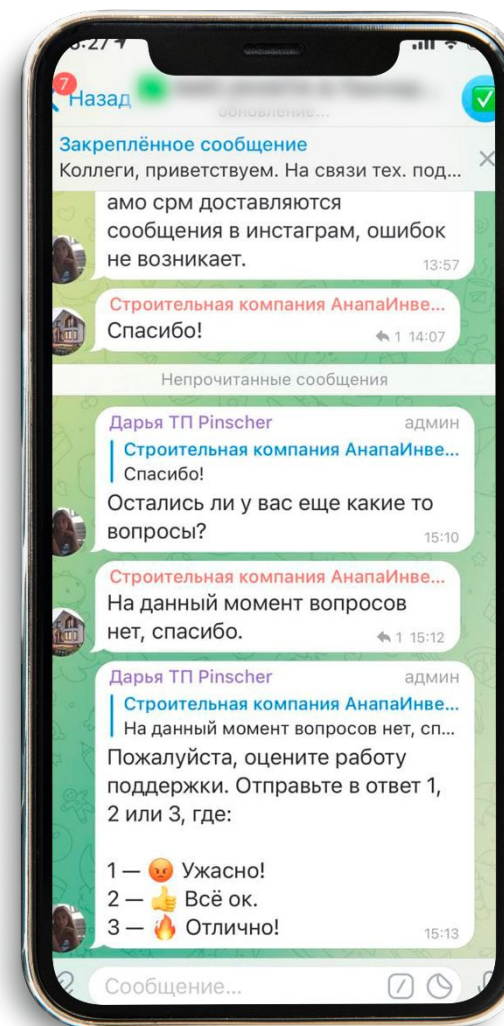 7
Назад
обновление...
Закреплённое сообщение
Коллеги, приветствуем. На связи тех. под...
амо срм доставляются
сообщения в инстаграм, ошибок
не возникает.
13:57
Строительная компания АнапаИнве...
Спасибо!
1 14:07
Непрочитанные сообщения
Дарья ТП Pinscher админ
Строительная компания АнапаИнве...
Спасибо!
Остались ли у вас еще какие то
вопросы?
15:10
Строительная компания АнапаИнве...
На данный момент вопросов
нет, спасибо.
1 15:12
Дарья ТП Pinscher админ
Строительная компания АнапаИнве...
На данный момент вопросов нет, сп...
Пожалуйста, оцените работу
поддержки. Отправьте в ответ 1,
2 или 3, где:
1 — 😡 Ужасно!
2 — 👍 Всё ок.
3 — 🔥 Отлично!
15:13
Сообщение...